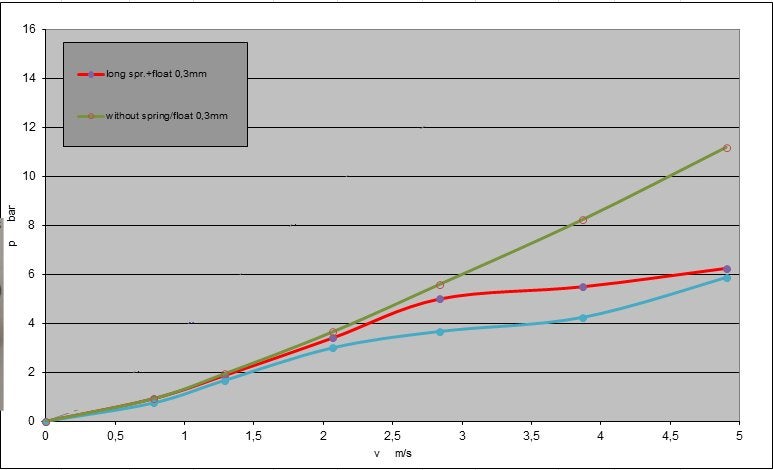 16
14
12
10
8
6
4
2
0
long spr.+float 0,3mm
without spring/float 0,3mm
p bar
0 0,5 1 1,5 2 2,5 3 3,5 4 4,5 5
v m/s